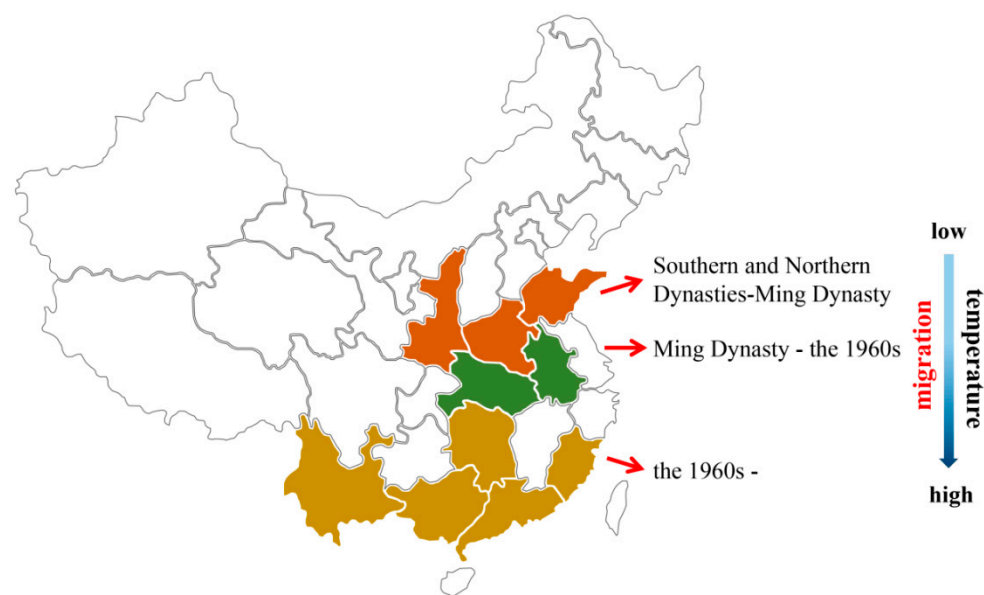 low
Southern and Northern
Dynasties-Ming Dynasty
Ming Dynasty - the 1960s
the 1960s -
migration
temperature
high